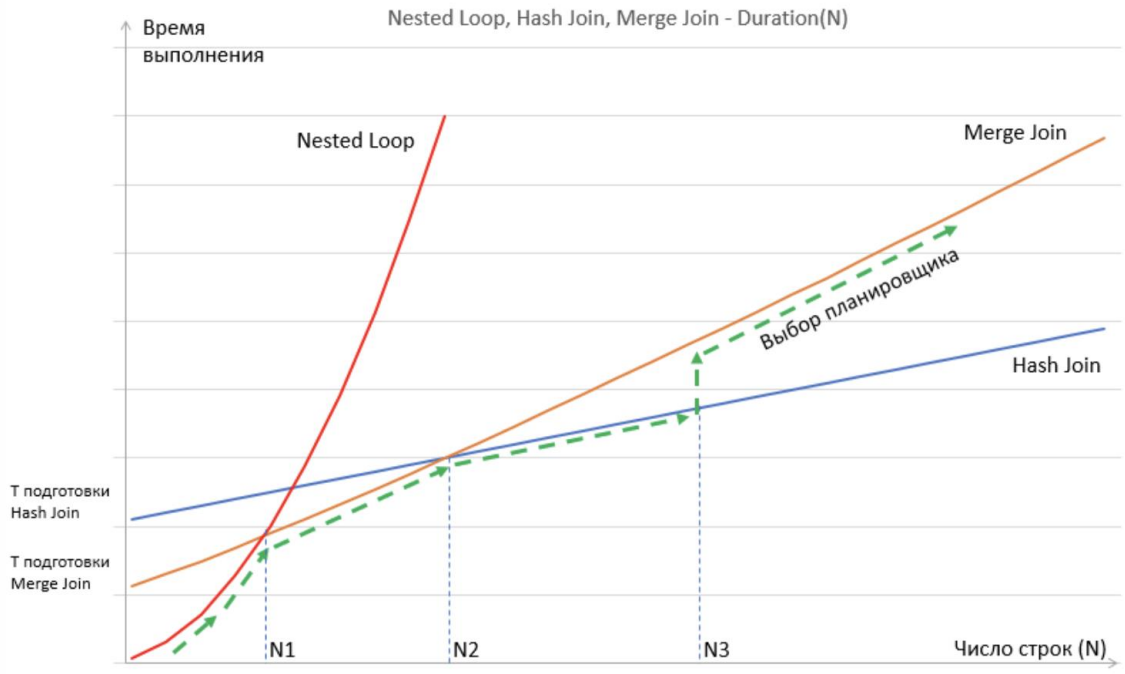 Nested Loop, Hash Join, Merge Join - Duration(N)
Время
выполнения
Nested Loop
Merge Join
Выбор планировщика
Hash Join
Т подготовки
Hash Join
Т подготовки
Merge Join
N1
N2
N3
Число строк (N)